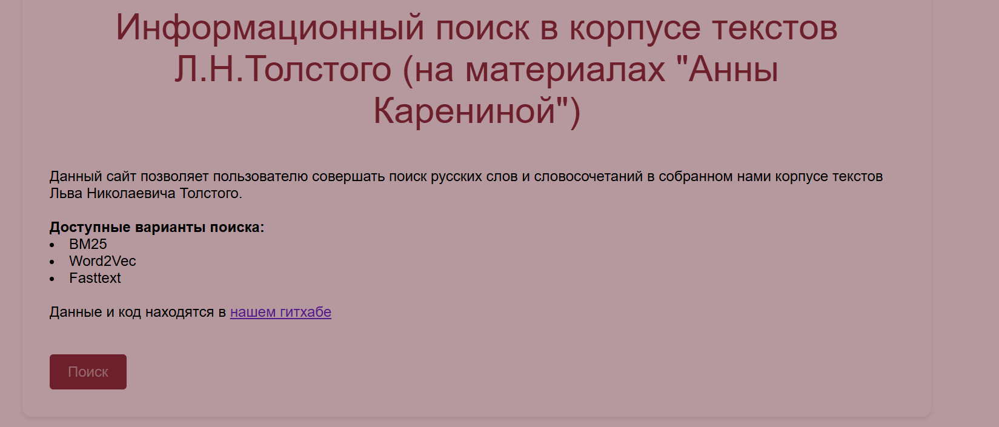 Информационный поиск в корпусе текстов
Л.Н.Толстого (на материалах "Анны
Карениной")
Данный сайт позволяет пользователю совершать поиск русских слов и словосочетаний в собранном нами корпусе текстов
Льва Николаевича Толстого.
Доступные варианты поиска:
• BM25
• Word2Vec
• Fasttext
Данные и код находятся в нашем гитхабе
Поиск